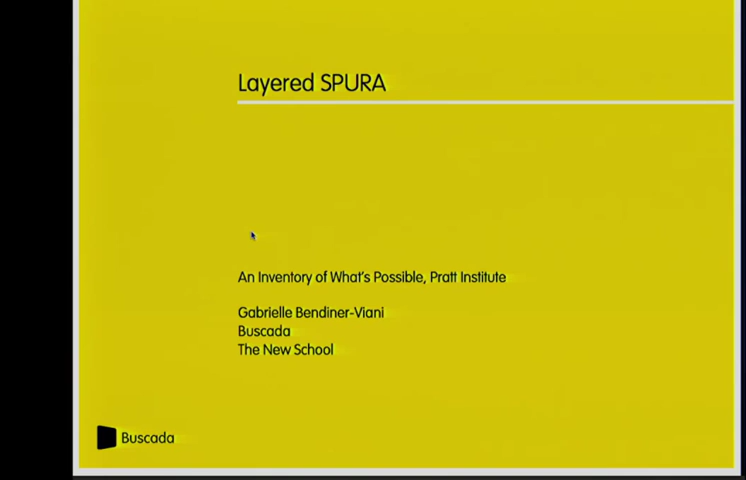 Layered SPURA
An Inventory of What's Possible, Pratt Institute
Gabrielle Bendiner-Viani
Buscada
The New School
Buscada